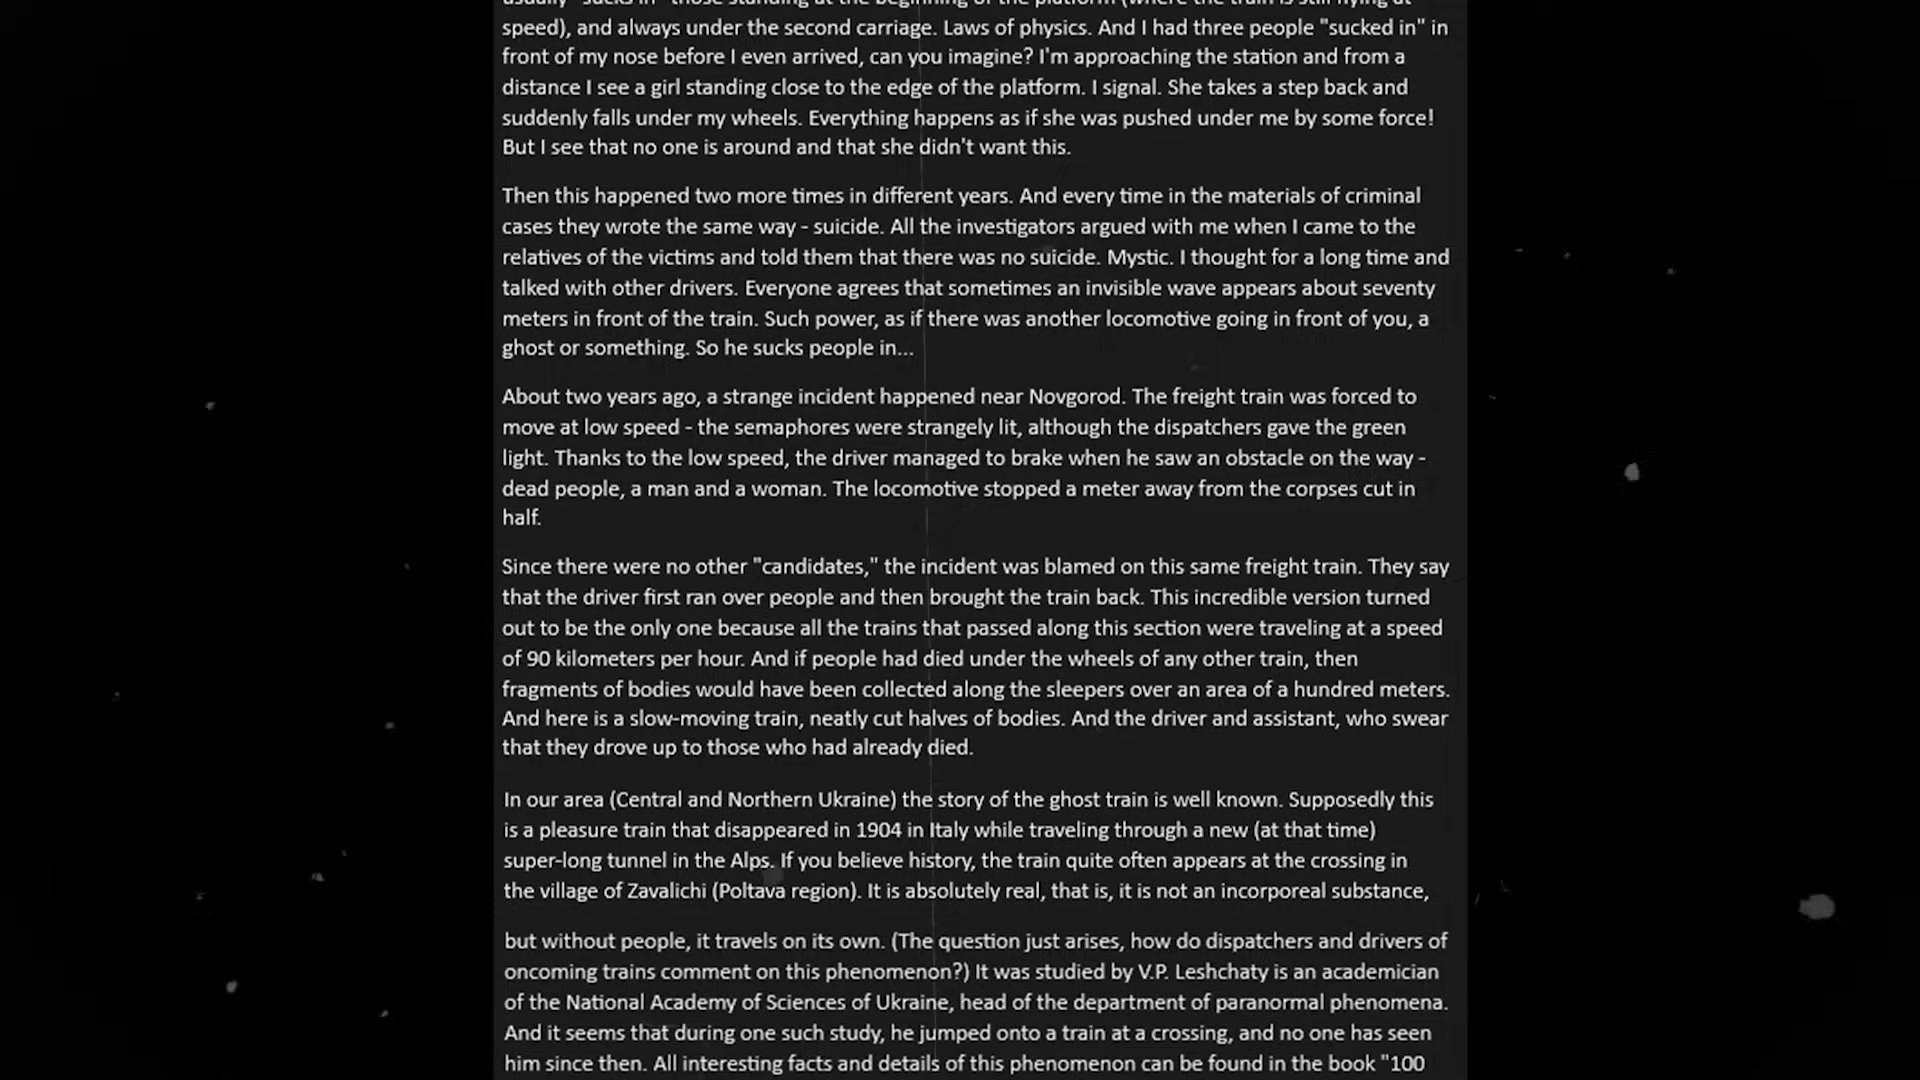 usually "sucks in" those standing at the beginning of the platform (where the train is still flying at
speed), and always under the second carriage. Laws of physics. And I had three people "sucked in" in
front of my nose before I even arrived, can you imagine? I'm approaching the station and from a
distance I see a girl standing close to the edge of the platform. I signal. She takes a step back and
suddenly falls under my wheels. Everything happens as if she was pushed under me by some force!
But I see that no one is around and that she didn't want this.
Then this happened two more times in different years. And every time in the materials of criminal
cases they wrote the same way - suicide. All the investigators argued with me when I came to the
relatives of the victims and told them that there was no suicide. Mystic. I thought for a long time and
talked with other drivers. Everyone agrees that sometimes an invisible wave appears about seventy
meters in front of the train. Such power, as if there was another locomotive going in front of you, a
ghost or something. So he sucks people in...
About two years ago, a strange incident happened near Novgorod. The freight train was forced to
move at low speed - the semaphores were strangely lit, although the dispatchers gave the green
light. Thanks to the low speed, the driver managed to brake when he saw an obstacle on the way -
dead people, a man and a woman. The locomotive stopped a meter away from the corpses cut in
half.
Since there were no other "candidates," the incident was blamed on this same freight train. They say
that the driver first ran over people and then brought the train back. This incredible version turned
out to be the only one because all the trains that passed along this section were traveling at a speed
of 90 kilometers per hour. And if people had died under the wheels of any other train, then
fragments of bodies would have been collected along the sleepers over an area of a hundred meters.
And here is a slow-moving train, neatly cut halves of bodies. And the driver and assistant, who swear
that they drove up to those who had already died.
In our area (Central and Northern Ukraine) the story of the ghost train is well known. Supposedly this
is a pleasure train that disappeared in 1904 in Italy while traveling through a new (at that time)
super-long tunnel in the Alps. If you believe history, the train quite often appears at the crossing in
the village of Zavalichi (Poltava region). It is absolutely real, that is, it is not an incorporeal substance,
but without people, it travels on its own. (The question just arises, how do dispatchers and drivers of
oncoming trains comment on this phenomenon?) It was studied by V.P. Leshchaty is an academician
of the National Academy of Sciences of Ukraine, head of the department of paranormal phenomena.
And it seems that during one such study, he jumped onto a train at a crossing, and no one has seen
him since then. All interesting facts and details of this phenomenon can be found in the book "100